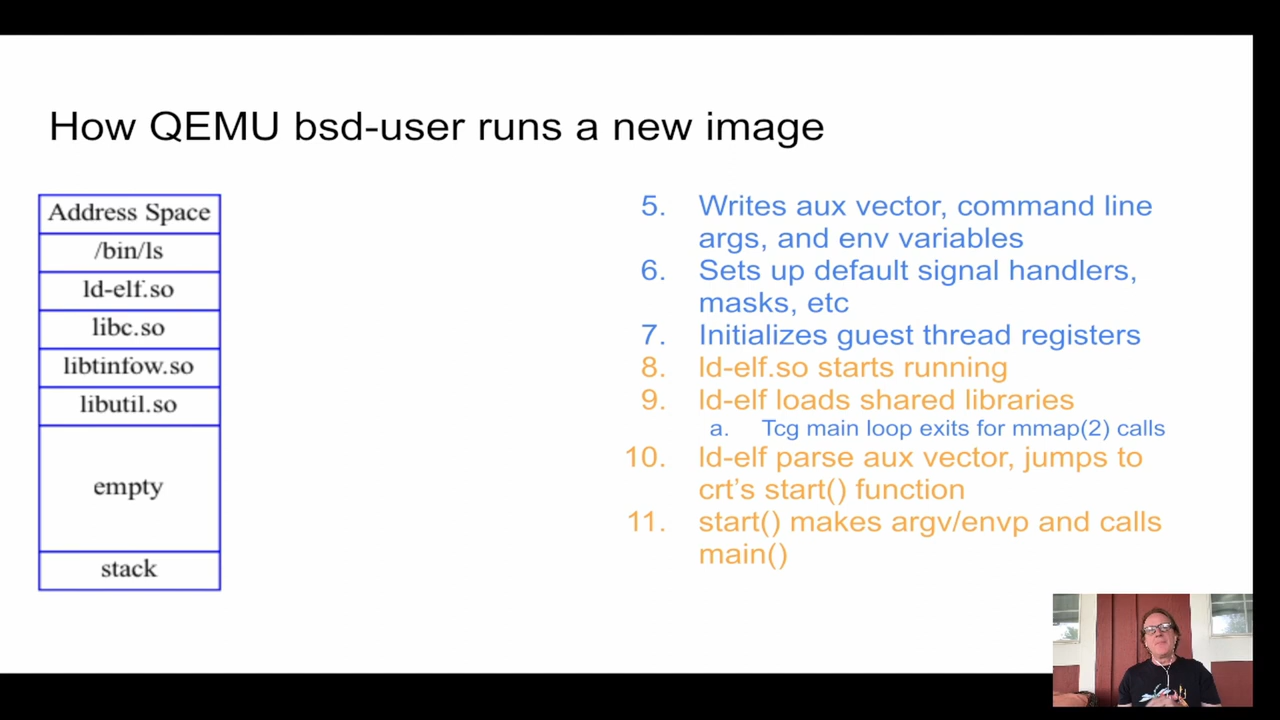 How QEMU bsd-user runs a new image
Address Space
/bin/ls
ld-elf.so
libc.so
libtinfow.so
libutil.so
empty
stack
5. Writes aux vector, command line
args, and env variables
6. Sets up default signal handlers,
masks, etc
7. Initializes guest thread registers
8. ld-elf.so starts running
9. ld-elf loads shared libraries
a. Tcg main loop exits for mmap(2) calls
10. ld-elf parse aux vector, jumps to
crt's start() function
11. start() makes argv/envp and calls
main()